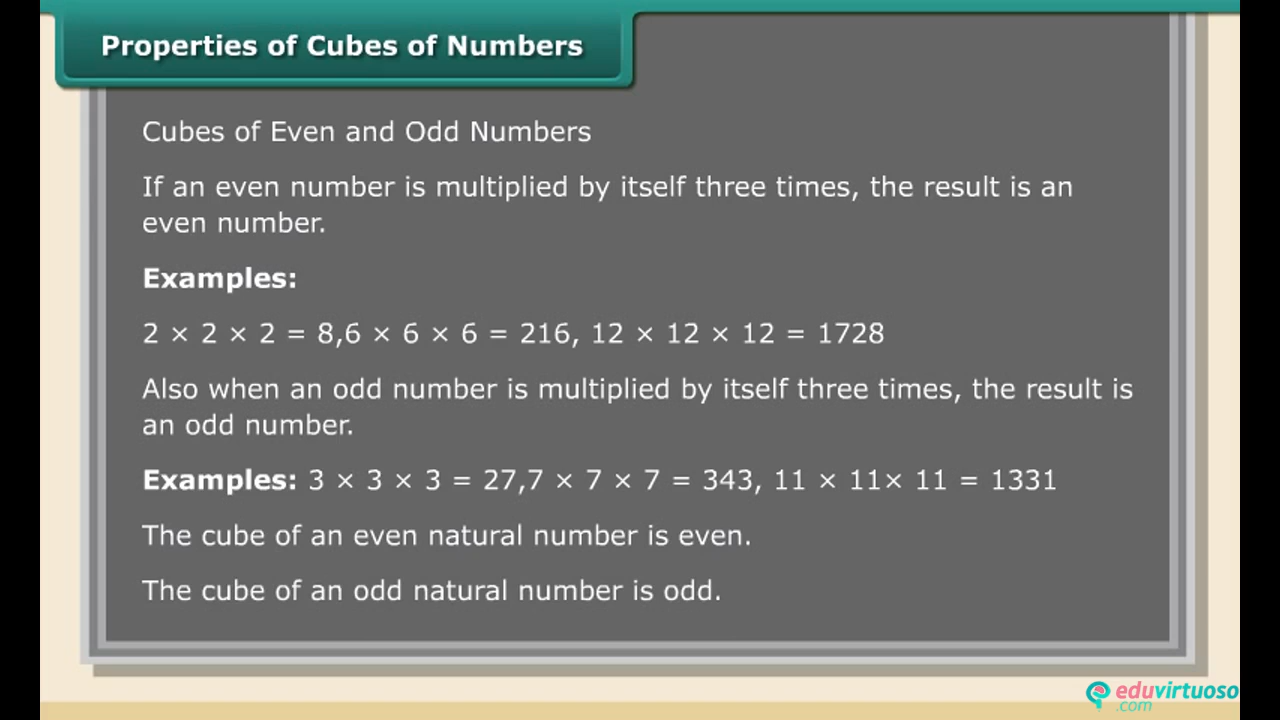 Properties of Cubes of Numbers
Cubes of Even and Odd Numbers
If an even number is multiplied by itself three times, the result is an
even number.
Examples:
2 × 2 × 2 = 8,6 × 6 × 6 = 216, 12 × 12 × 12 = 1728
Also when an odd number is multiplied by itself three times, the result is
an odd number.
Examples: 3 × 3 × 3 = 27,7 × 7 × 7 = 343, 11 × 11× 11 = 1331
The cube of an even natural number is even.
The cube of an odd natural number is odd.
eduvirtuoso
.com